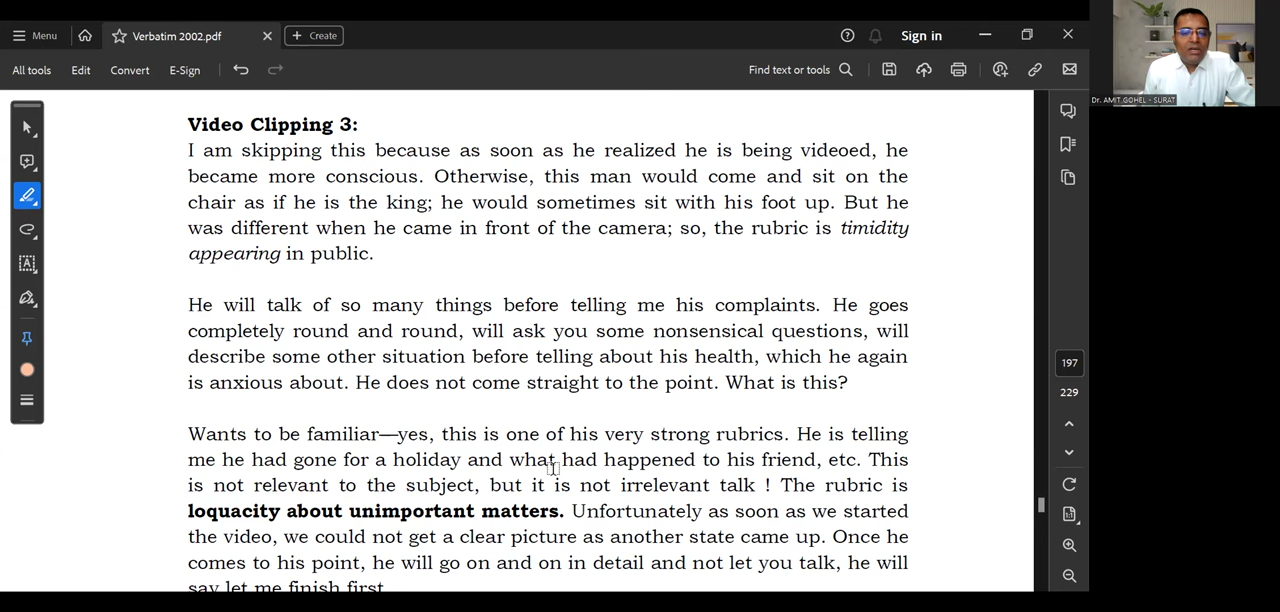 Menu
Verbatim 2002.pdf
Create
Sign in
All tools
Edit
Convert
E-Sign
Find text or tools
Dr. AMIT GOHEL - SURAT
Video Clipping 3:
I am skipping this because as soon as he realized he is being videoed, he
became more conscious. Otherwise, this man would come and sit on the
chair as if he is the king; he would sometimes sit with his foot up. But he
was different when he came in front of the camera; so, the rubric is timidity
appearing in public.
He will talk of so many things before telling me his complaints. He goes
completely round and round, will ask you some nonsensical questions, will
describe some other situation before telling about his health, which he again
is anxious about. He does not come straight to the point. What is this?
Wants to be familiar—yes, this is one of his very strong rubrics. He is telling
me he had gone for a holiday and what had happened to his friend, etc. This
is not relevant to the subject, but it is not irrelevant talk ! The rubric is
loquacity about unimportant matters. Unfortunately as soon as we started
the video, we could not get a clear picture as another state came up. Once he
comes to his point, he will go on and on in detail and not let you talk, he will
say let me finish first
197
229
1:1